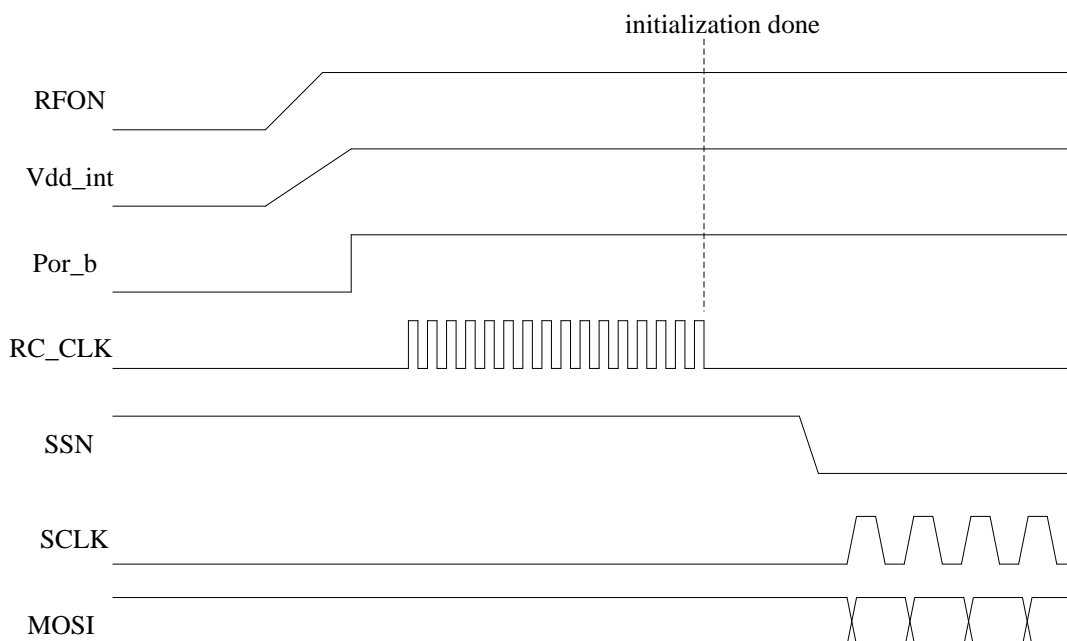 initialization done
RFON
Vdd_int
Por_b
RC_CLK
SSN
SCLK
MOSI